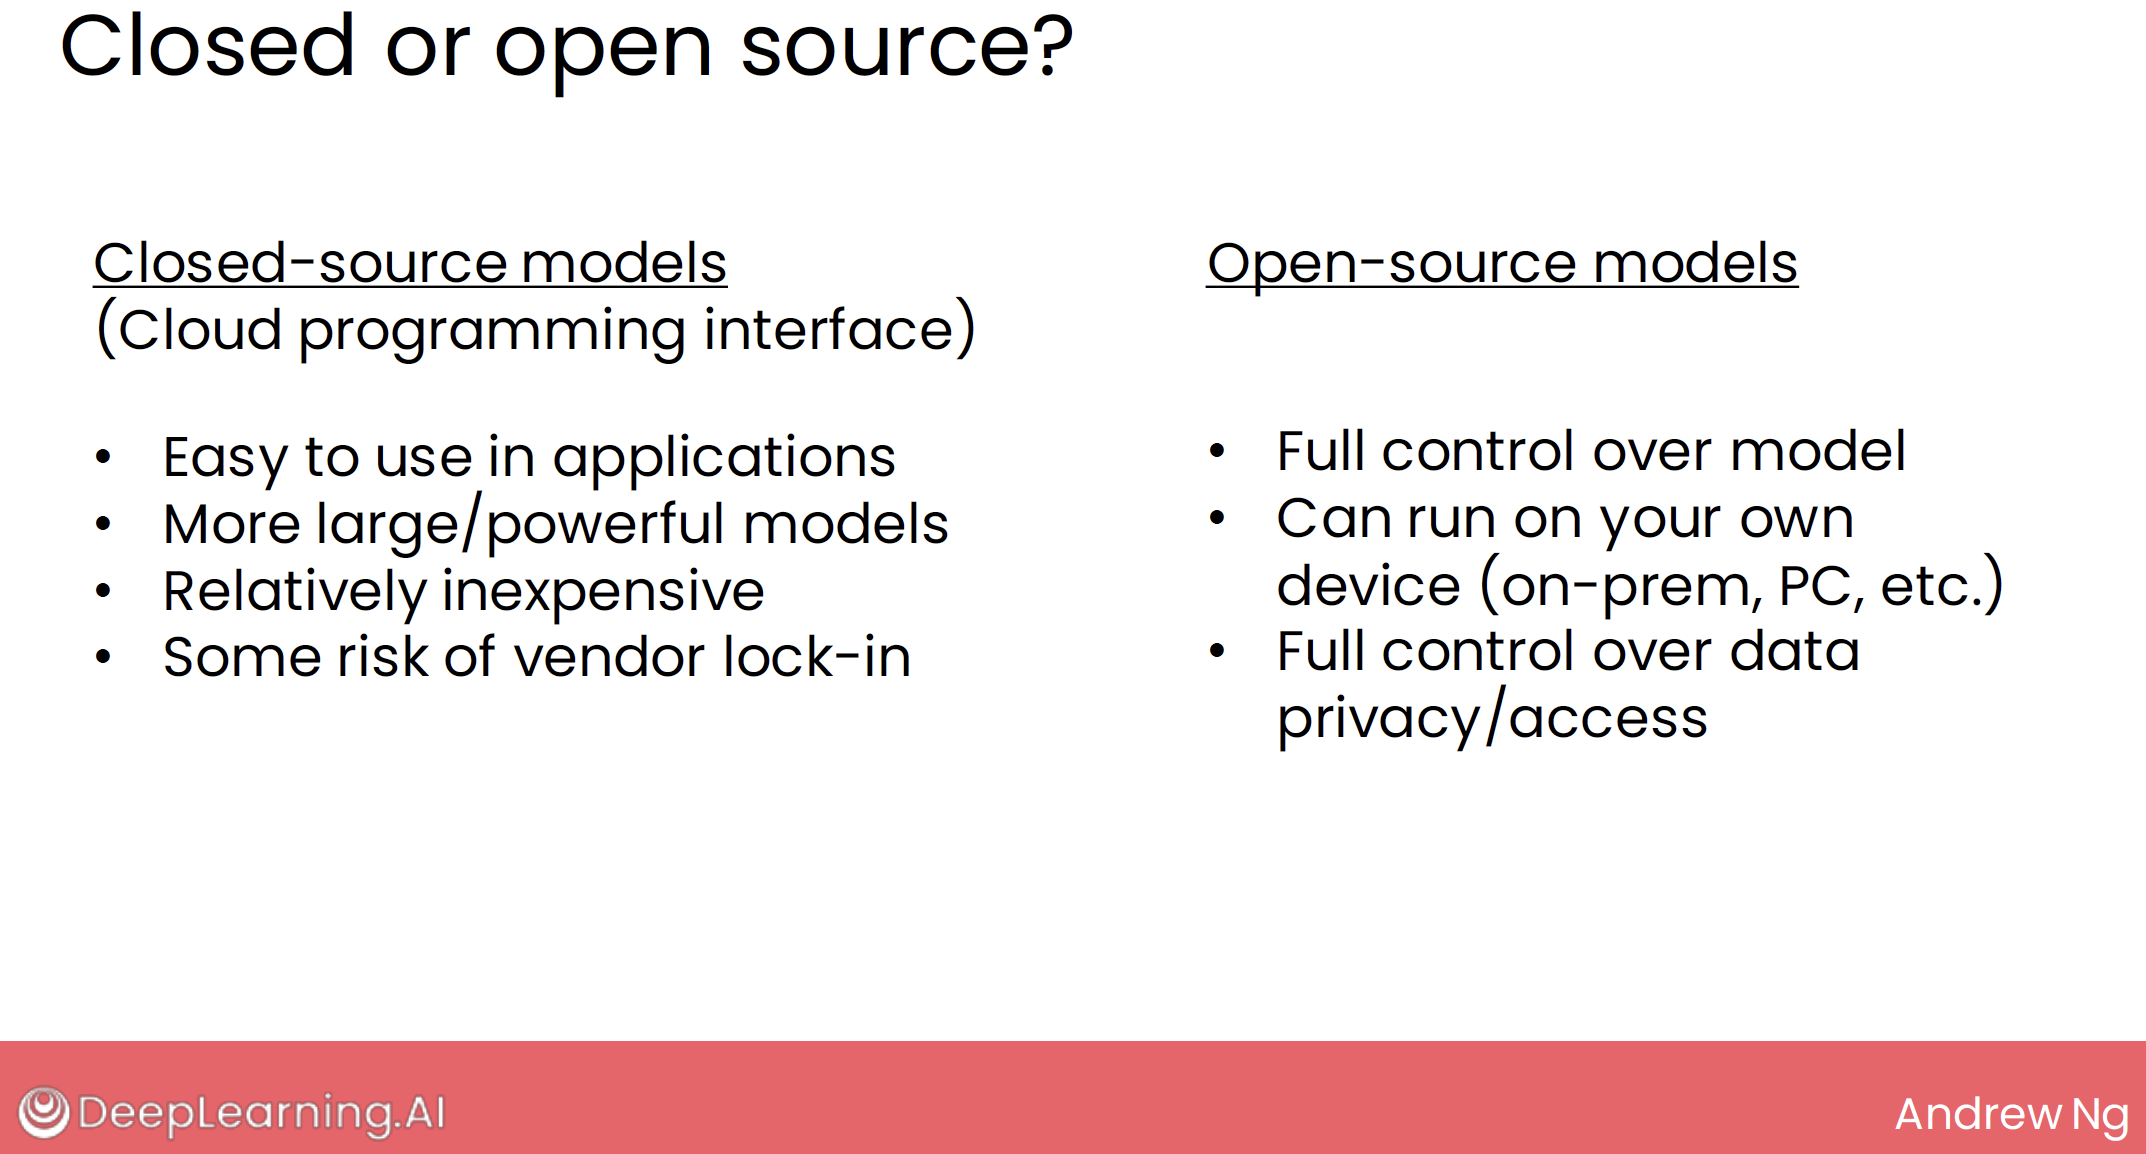 Closed or open source?
Closed-source models
(Cloud programming interface)
• Easy to use in applications
• More large/powerful models
• Relatively inexpensive
• Some risk of vendor lock-in
Open-source models
• Full control over model
• Can run on your own
device (on-prem, PC, etc.)
• Full control over data
privacy/access
DeepLearning.AI
Andrew Ng